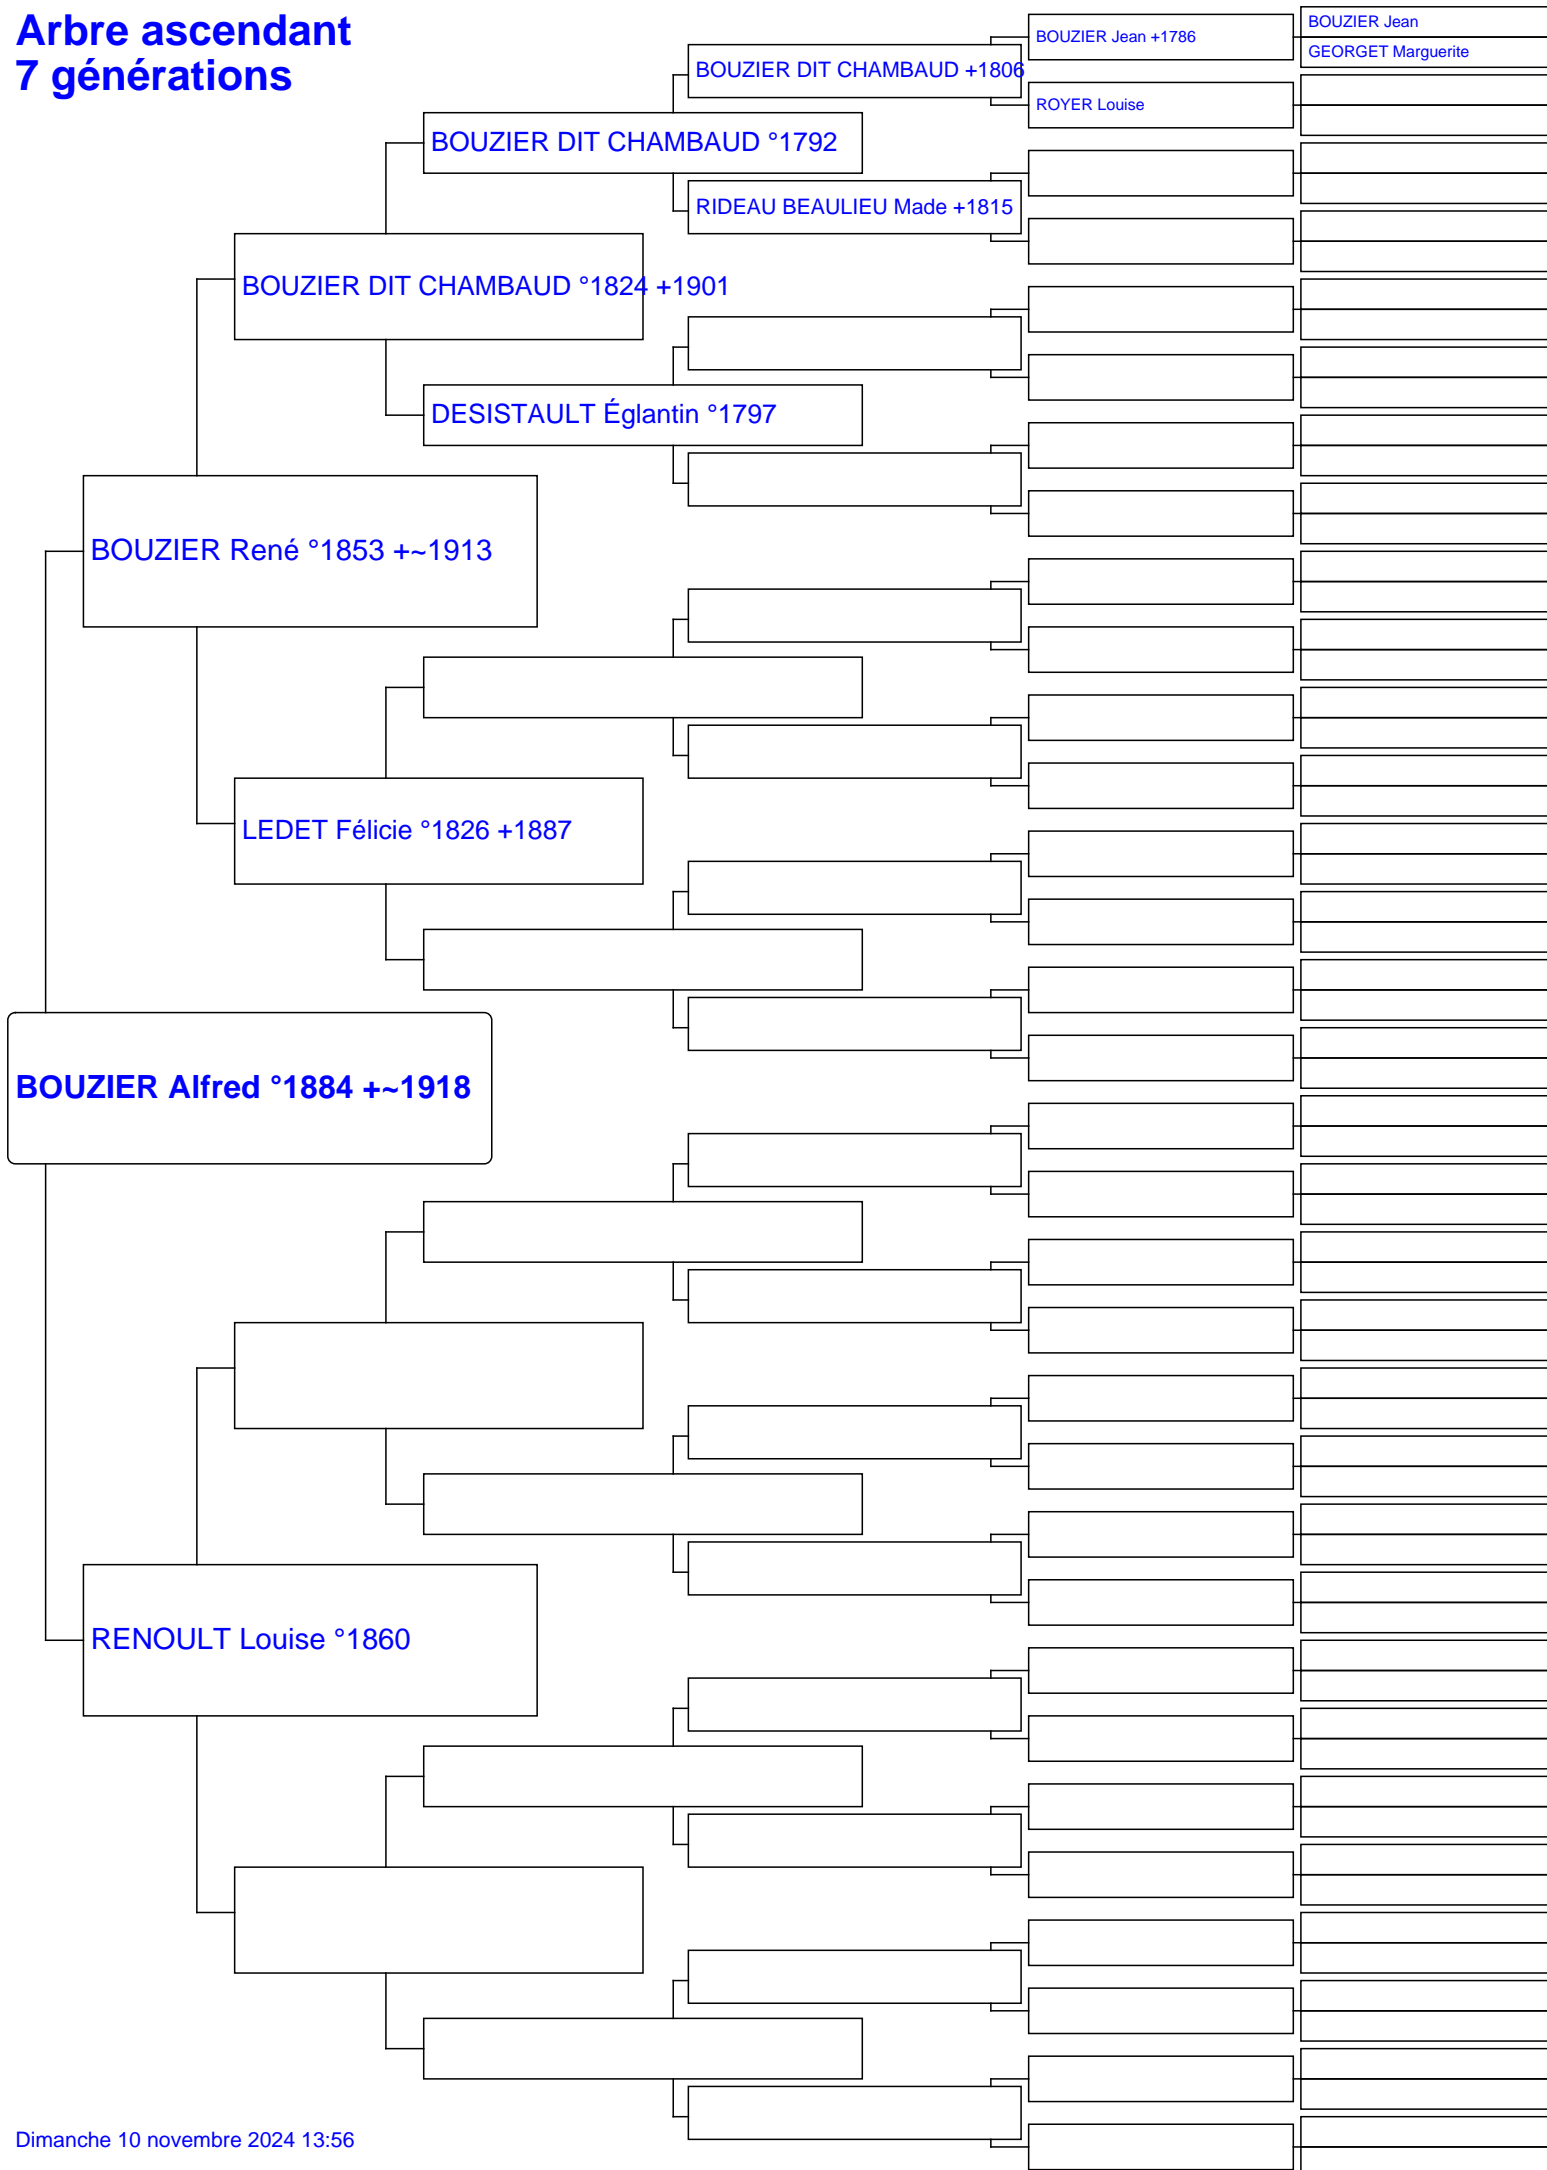 Arbre ascendant
7 générations
BOUZIER Jean
GEORGET Marguerite
BOUZIER Jean +1786
BOUZIER DIT CHAMBAUD +1806
ROYER Louise
BOUZIER DIT CHAMBAUD °1792
RIDEAU BEAULIEU Made +1815
BOUZIER DIT CHAMBAUD °1824 +1901
DESISTAULT Églantin °1797
BOUZIER René °1853 +~1913
LEDET Félicie °1826 +1887
BOUZIER Alfred °1884 +~1918
RENOULT Louise °1860
Dimanche 10 novembre 2024 13:56